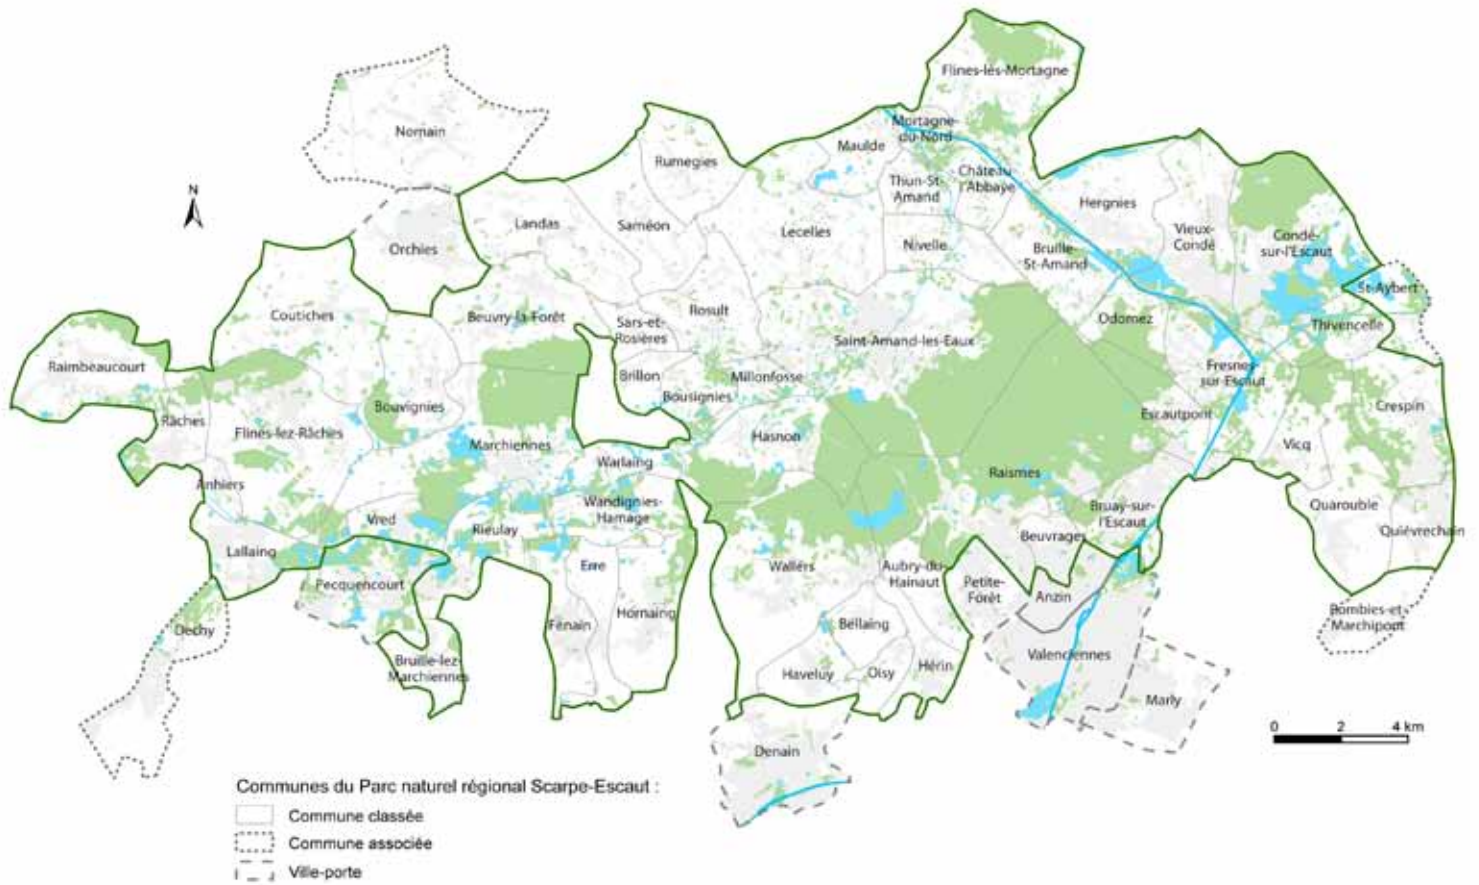 Flines-lès-Mortagne
Mortagne-
du-Nord
Nomain
Maulde
Rumegies
Château
l'Abbaye
Thun-St-
Amand
Hergnies
N
Landas
Saméon
Lecelles
Vieux-
Condé
Condé-
sur-l'Escaut
Orchies
Nivelle
Bruille-
St-Amand
St-Aybert
Coutiches
Beuvry-la-Forêt
Rosult
Sars-et-
Rosières
Odomez
Thivencelle
Saint-Amand-les-Eaux
Raimbeaucourt
Brillon
Millonfosse
Fresnes-
sur-Escaut
Bousignies
Bouvignies
Crespin
Râches
Escautpont
Flines-lez-Râches
Hasnon
Marchiennes
Vicq
Warlaing
Raismes
Anhiers
Wandignies-
Hamage
Bruay-sur-
l'Escaut
Quarouble
Vred
Rieulay
Quiévrechain
Beuvrages
Lallaing
Erre
Wallers
Aubry-du-
Hainaut
Pecquencourt
Petite-
Forêt
Anzin
Hornaing
Rombies-et-
Marchipont
Dechy
Fenain
Bellaing
Valenciennes
Bruille-lez-
Marchiennes
Haveluy
Oisy
Hérin
Marly
0 2 4 km
Denain
Communes du Parc naturel régional Scarpe-Escaut :
Commune classée
Commune associée
Ville-porte